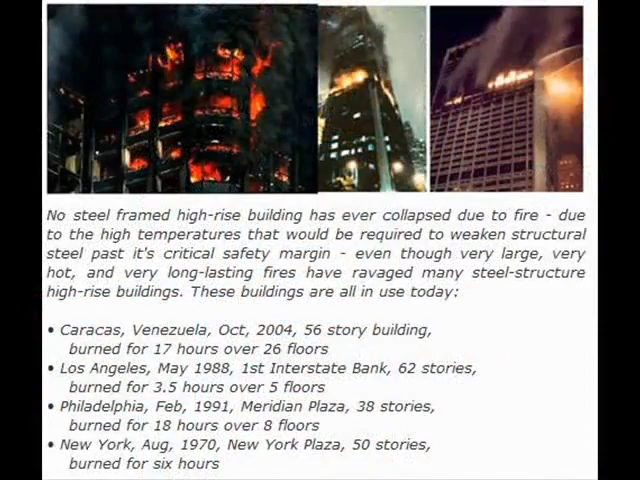 No steel framed high-rise building has ever collapsed due to fire - due
to the high temperatures that would be required to weaken structural
steel past it's critical safety margin - even though very large, very
hot, and very long-lasting fires have ravaged many steel-structure
high-rise buildings. These buildings are all in use today:
• Caracas, Venezuela, Oct, 2004, 56 story building,
burned for 17 hours over 26 floors
• Los Angeles, May 1988, 1st Interstate Bank, 62 stories,
burned for 3.5 hours over 5 floors
• Philadelphia, Feb, 1991, Meridian Plaza, 38 stories,
burned for 18 hours over 8 floors
• New York, Aug, 1970, New York Plaza, 50 stories,
burned for six hours